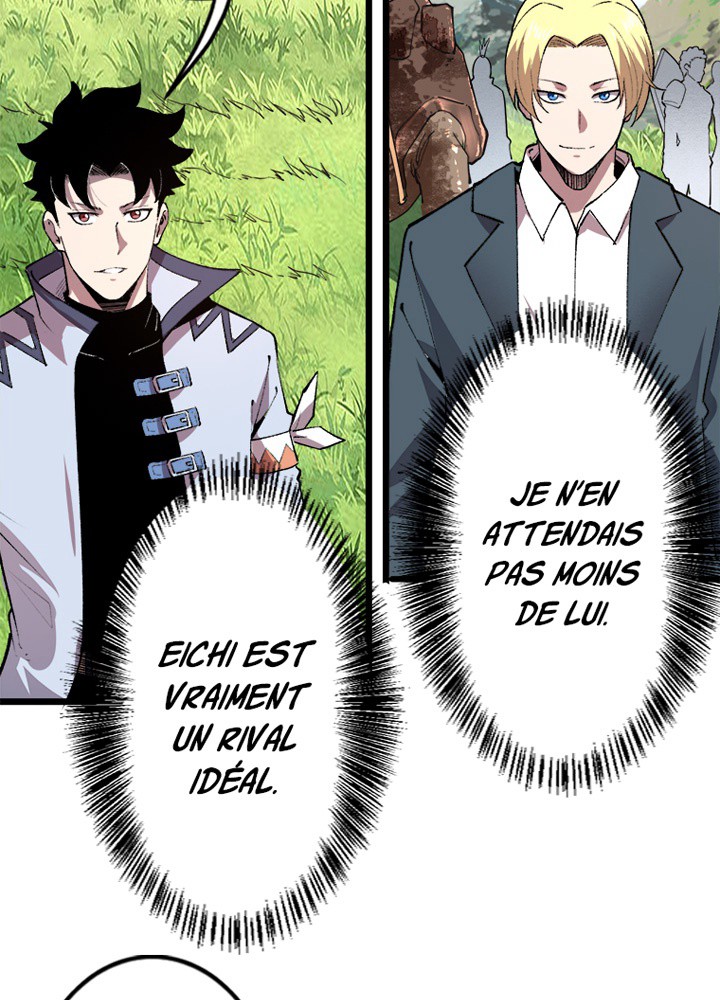 JE N'EN
ATTENDAIS
PAS MOINS
DE LUI.
EICHI EST
VRAIMENT
UN RIVAL
IDÉAL.